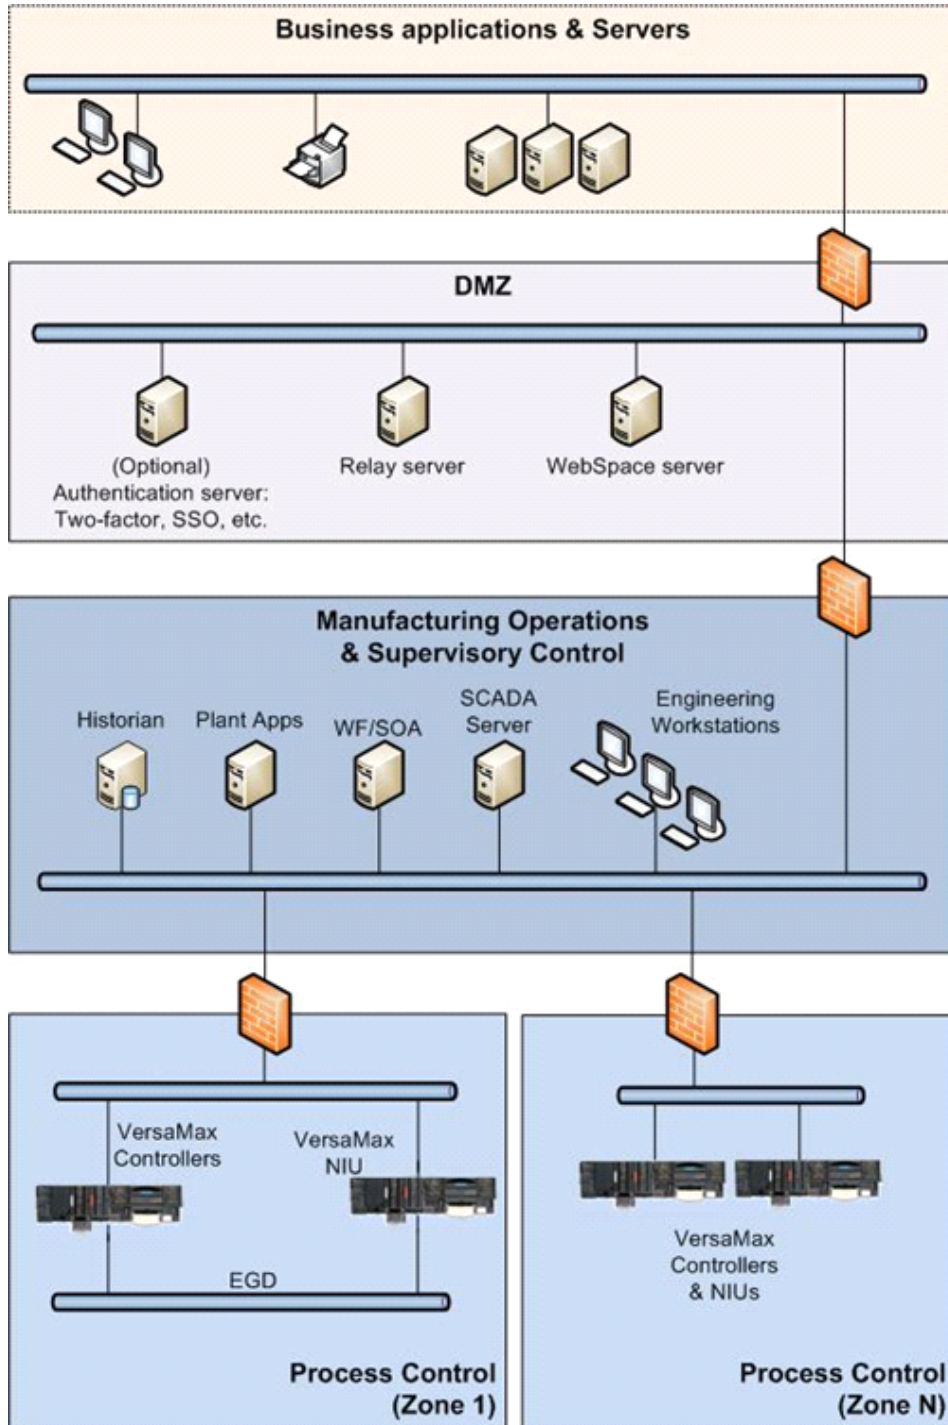 Business applications & Servers
DMZ
(Optional)
Authentication server:
Two-factor, SSO, etc.
Relay server
WebSpace server
Manufacturing Operations
& Supervisory Control
Historian
Plant Apps
WF/SOA
SCADA
Server
Engineering
Workstations
VersaMax
Controllers
VersaMax
NIU
EGD
Process Control
(Zone 1)
VersaMax
Controllers
& NIUs
Process Control
(Zone N)